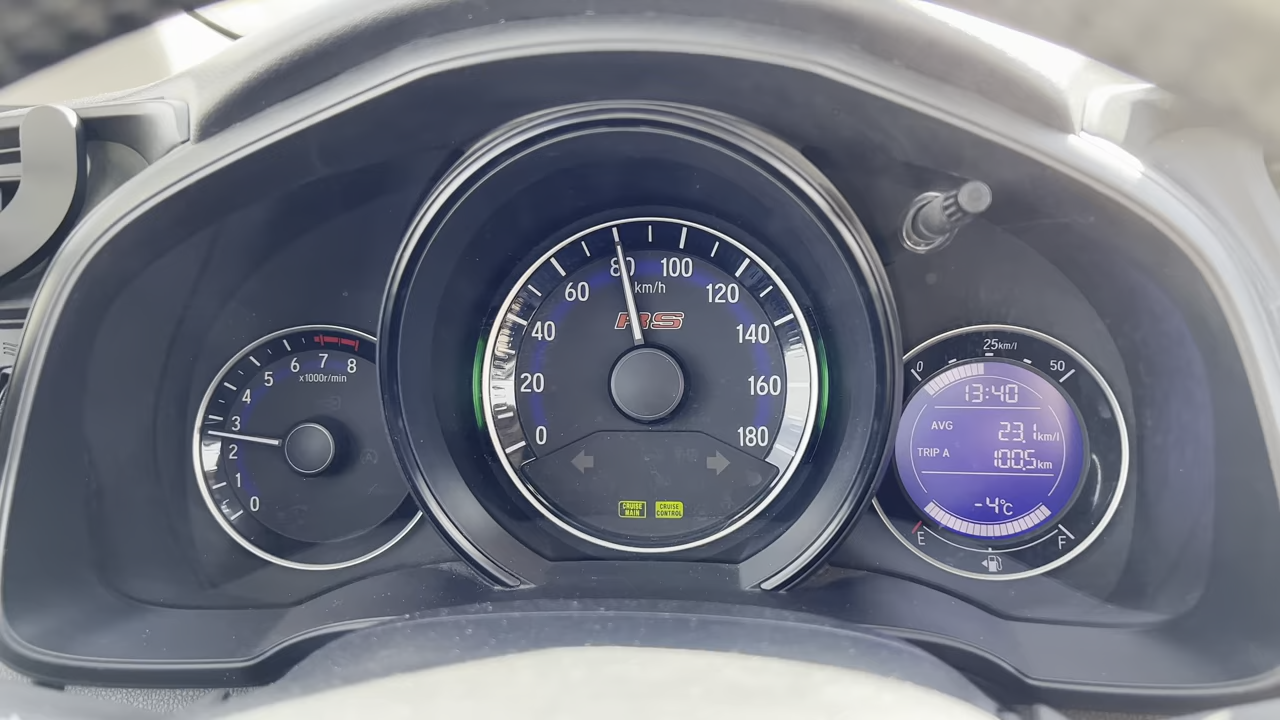 0
20
40
60
80
100
120
140
160
180
km/h
RS
CRUISE
MAIN
CRUISE
CONTROL
0
1
2
3
4
5
6
7
8
x1000r/min
0
25km/l
50
13:40
AVG 23.1km/l
TRIP A 100.5km
-4°C
E
F